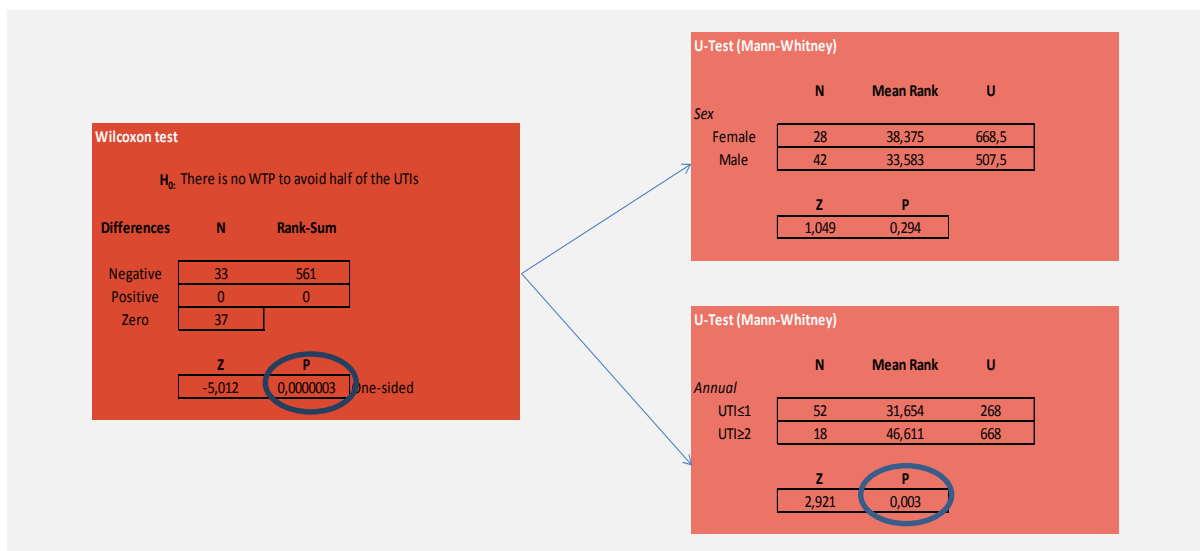 Wilcoxon test
H0: There is no WTP to avoid half of the UTIs
Differences N Rank-Sum
Negative 33 561
Positive 0 0
Zero 37
Z P
-5,012 0,0000003 One-sided
U-Test (Mann-Whitney)
N Mean Rank U
Sex
Female 28 38,375 668,5
Male 42 33,583 507,5
Z P
1,049 0,294
U-Test (Mann-Whitney)
N Mean Rank U
Annual
UTI≤1 52 31,654 268
UTI≥2 18 46,611 668
Z P
2,921 0,003